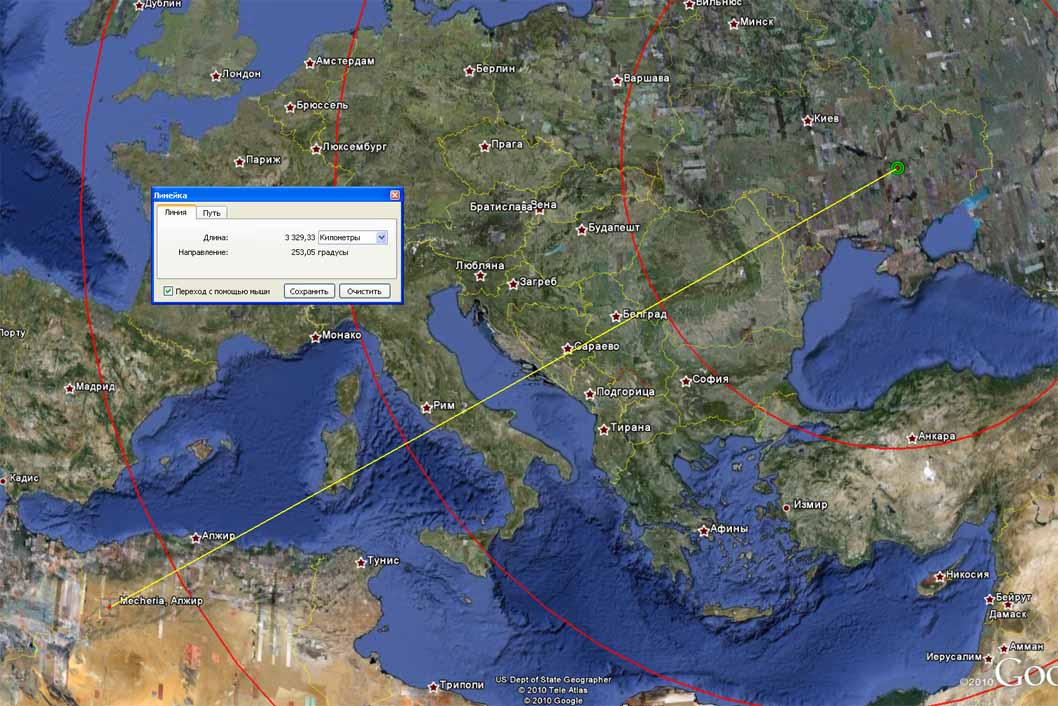 Дублин
Вильнюс
Минск
Лондон
Амстердам
Берлин
Варшава
Брюссель
Киев
Париж
Люксембург
Прага
Линейка
Линия
Путь
Братислава
Вена
Длина:
3 329,33
Километры
Будапешт
Направление:
253,05 градусы
Любляна
Загреб
Переход с помощью мыши
Сохранить
Очистить
Белград
Порту
Монако
Сараево
Мадрид
Подгорица
София
Рим
Тирана
Анкара
Кадис
Измир
Алжир
Афины
Тунис
Никосия
Mecheria, Алжир
Бейрут
Дамаск
Амман
Иерусалим
Триполи
US Dept of State Geographer
© 2010 Tele Atlas
© 2010 Google
©2010
Goo